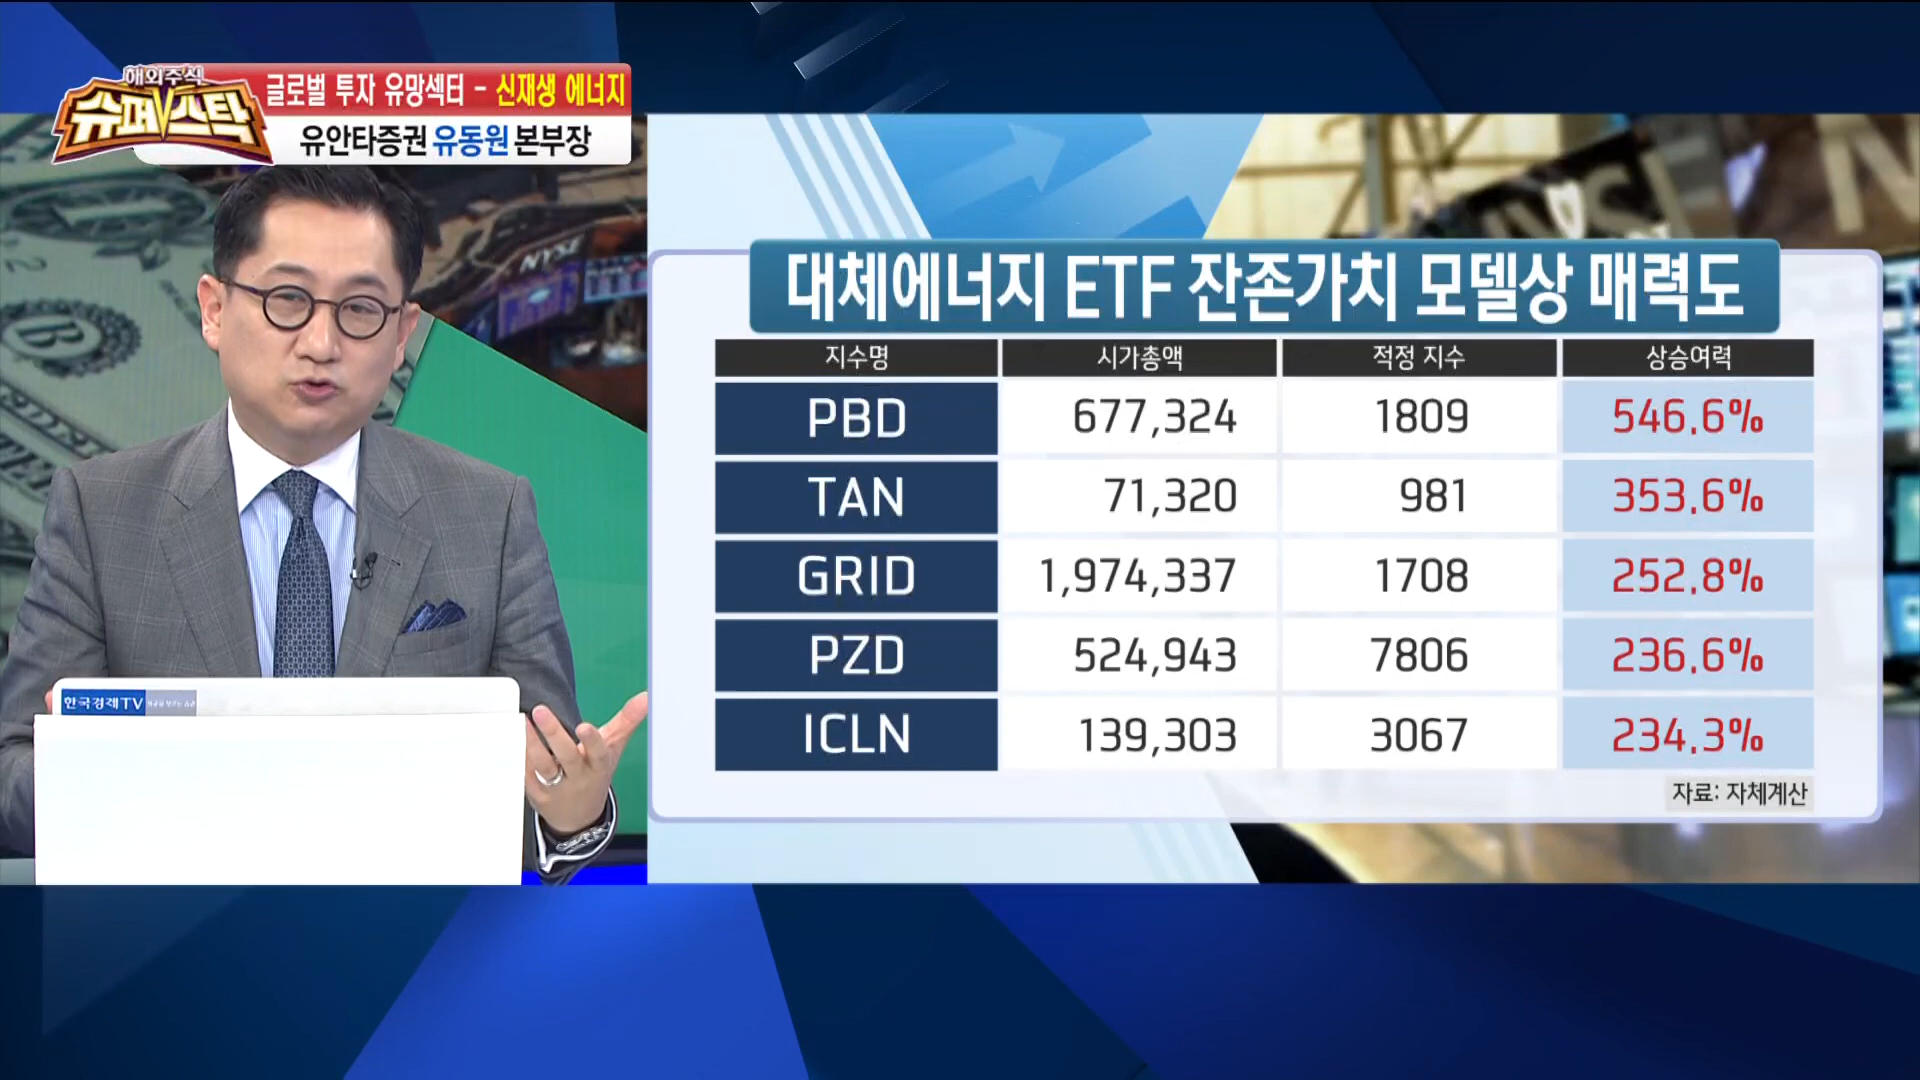 해외주식
슈퍼스탁
글로벌 투자 유망섹터 - 신재생 에너지
유안타증권 유동원 본부장
NYSE
대체에너지 ETF 잔존가치 모델상 매력도
지수명 시가총액 적정 지수 상승여력
PBD 677,324 1809 546.6%
TAN 71,320 981 353.6%
GRID 1,974,337 1708 252.8%
PZD 524,943 7806 236.6%
ICLN 139,303 3067 234.3%
자료: 자체계산
한국경제TV